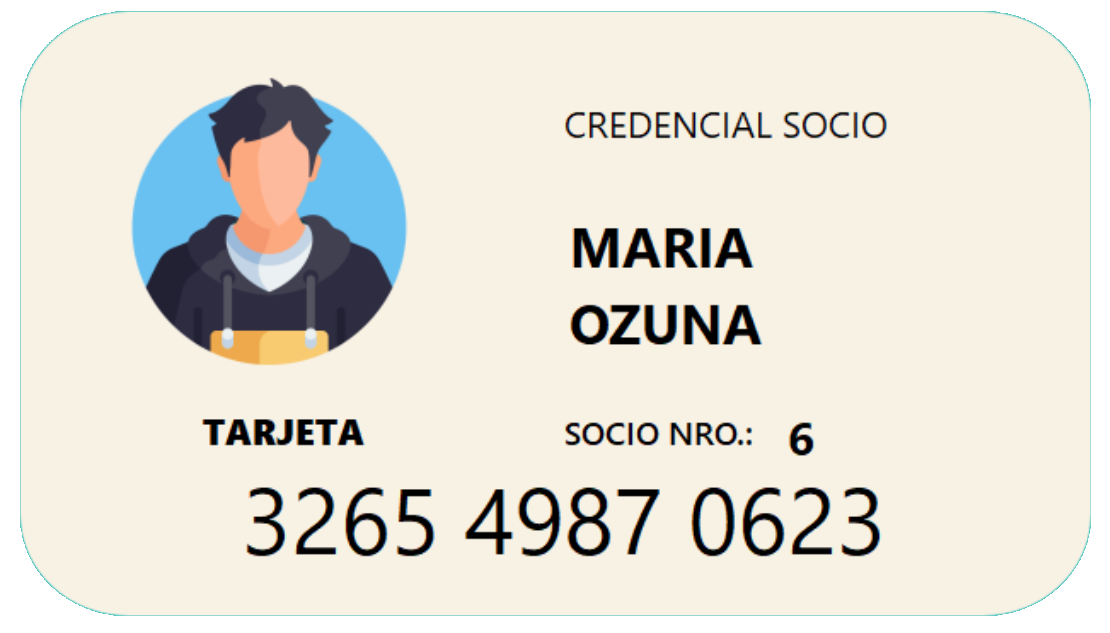 CREDENCIAL SOCIO
MARIA
OZUNA
TARJETA
SOCIO NRO.: 6
3265 4987 0623